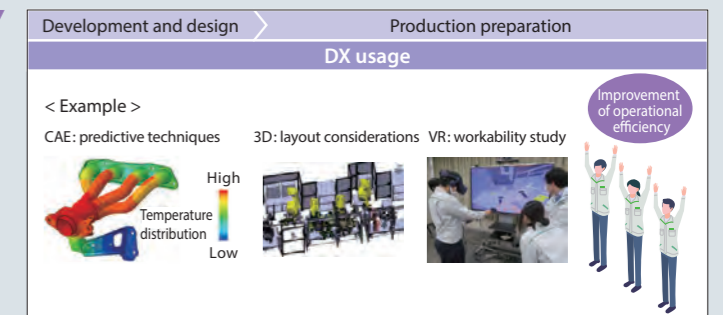 Development and design
Production preparation
DX usage
< Example >
CAE: predictive techniques
3D: layout considerations
VR: workability study
High
Temperature
distribution
Low
Improvement
of operational
efficiency